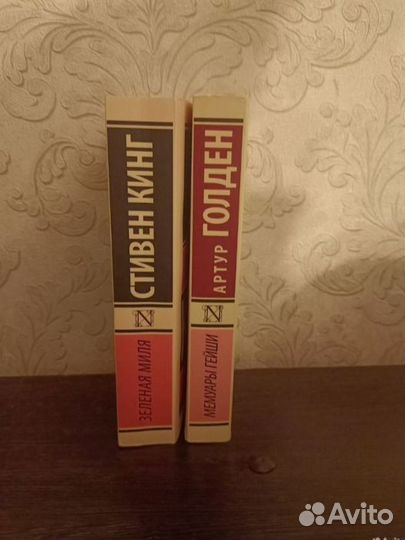 СТИВЕН КИНГ
ЗЕЛЕНАЯ МИЛЯ
АРТУР ГОЛДЕН
МЕМУАРЫ ГЕЙШИ
Avito